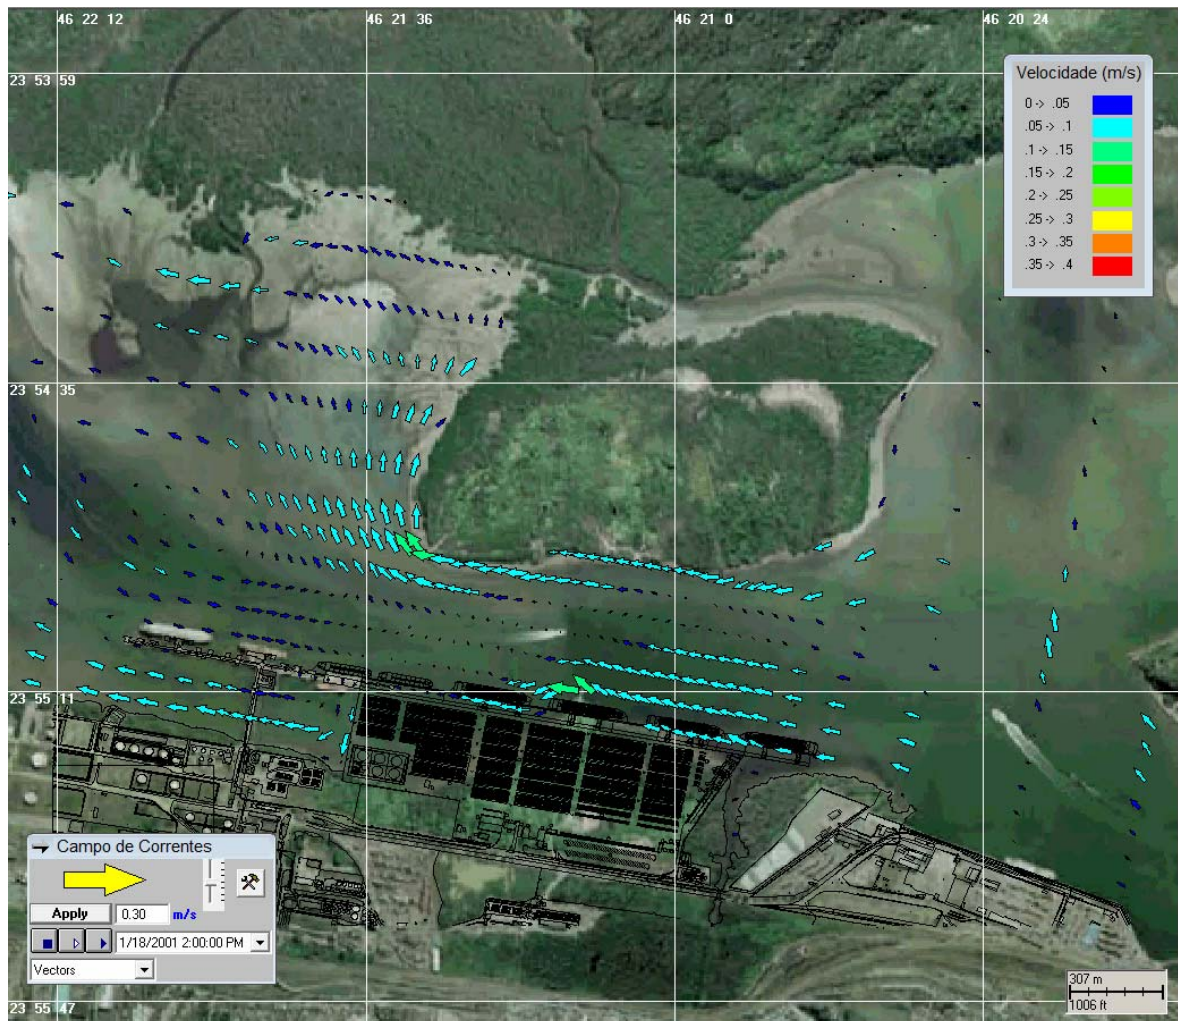 46 22 12
46 21 36
46 21 0
46 20 24
23 53 59
Velocidade (m/s)
0 -> .05
.05 -> .1
.1 -> .15
.15 -> .2
.2 -> .25
.25 -> .3
.3 -> .35
.35 -> .4
23 54 35
23 55 11
Campo de Correntes
Apply
0.30
m/s
1/18/2001 2:00:00 PM
Vectors
307 m
1006 ft
23 55 47